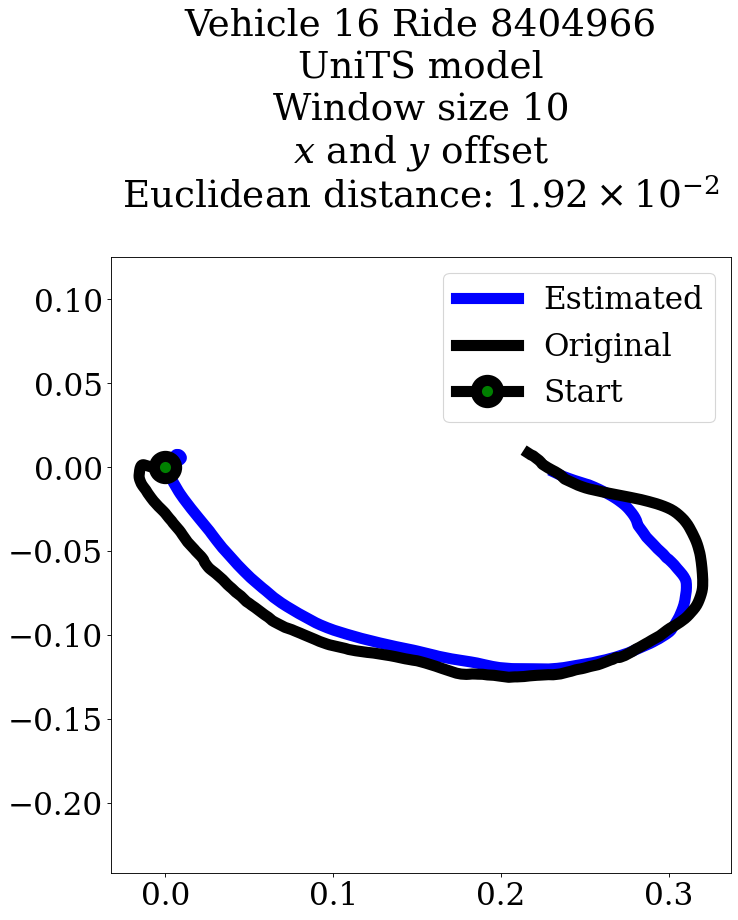 Vehicle 16 Ride 8404966
UniTS model
Window size 10
x and y offset
Euclidean distance: 1.92 × 10⁻²
Estimated
Original
Start
0.10
0.05
0.00
−0.05
−0.10
−0.15
−0.20
0.0 0.1 0.2 0.3